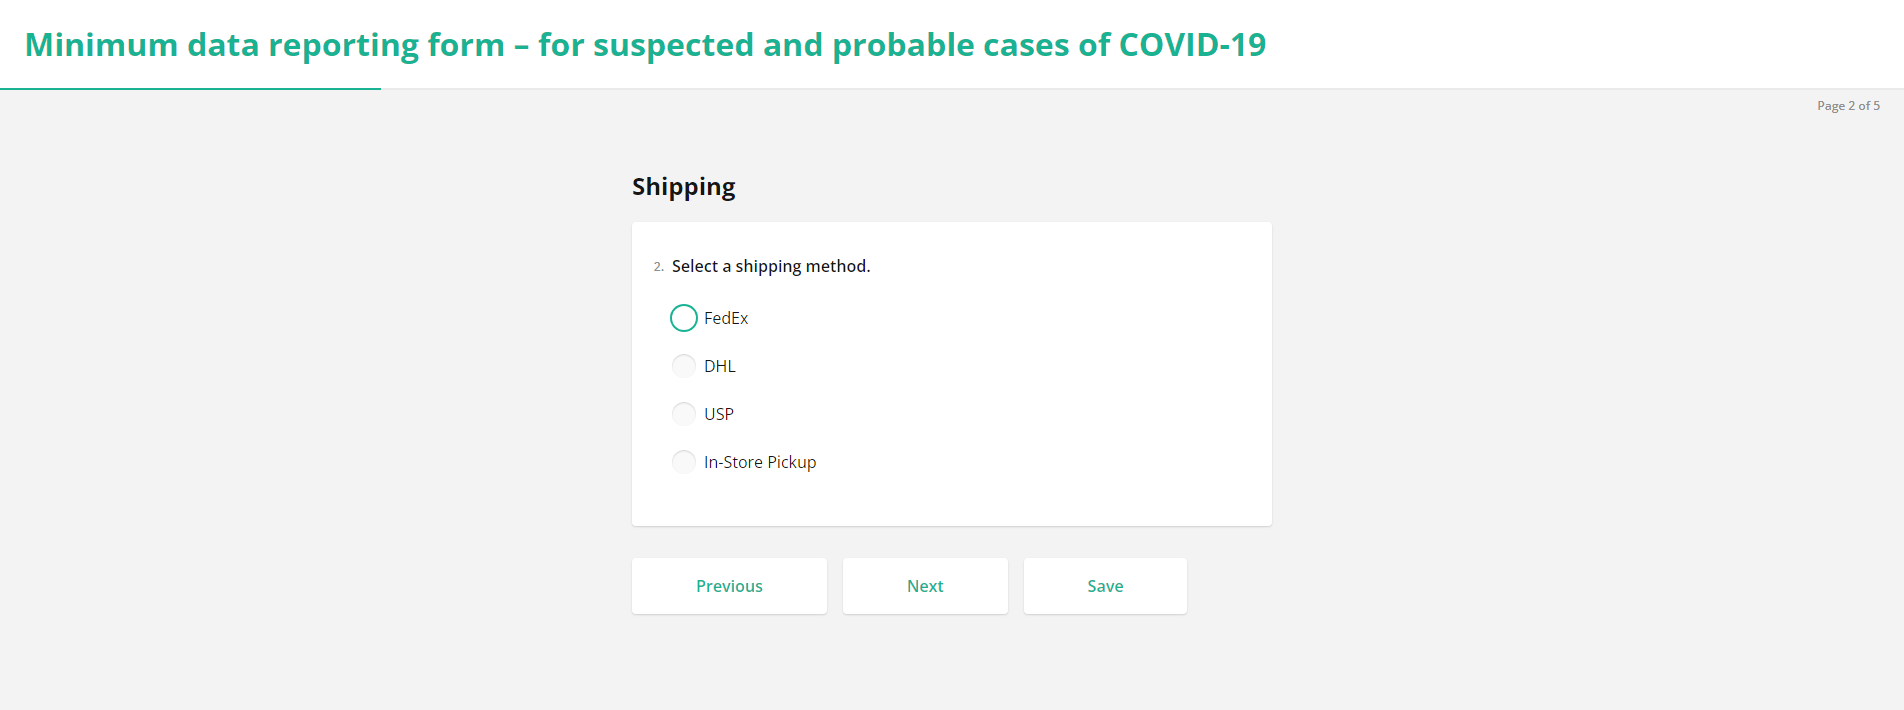 Minimum data reporting form – for suspected and probable cases of COVID-19
Page 2 of 5
Shipping
2. Select a shipping method.
FedEx
DHL
USP
In-Store Pickup
Previous Next Save